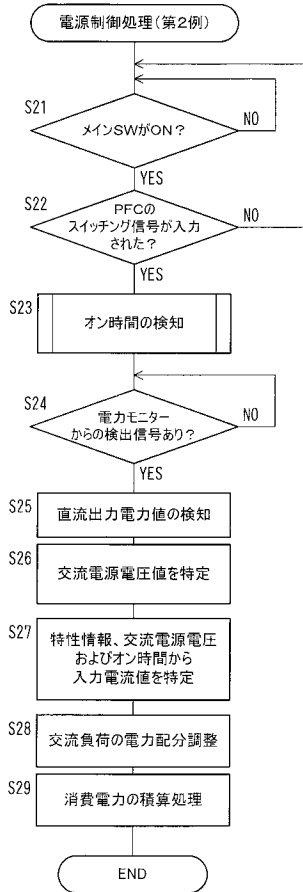 電源制御処理(第2例)
S21
メインSWがON?
NO
YES
S22
PFCの
スイッチング信号が入力
された?
NO
YES
S23
オン時間の検知
S24
電力モニター
からの検出信号あり?
NO
YES
S25
直流出力電力値の検知
S26
交流電源電圧値を特定
S27
特性情報、交流電源電圧
およびオン時間から
入力電流値を特定
S28
交流負荷の電力配分調整
S29
消費電力の積算処理
END